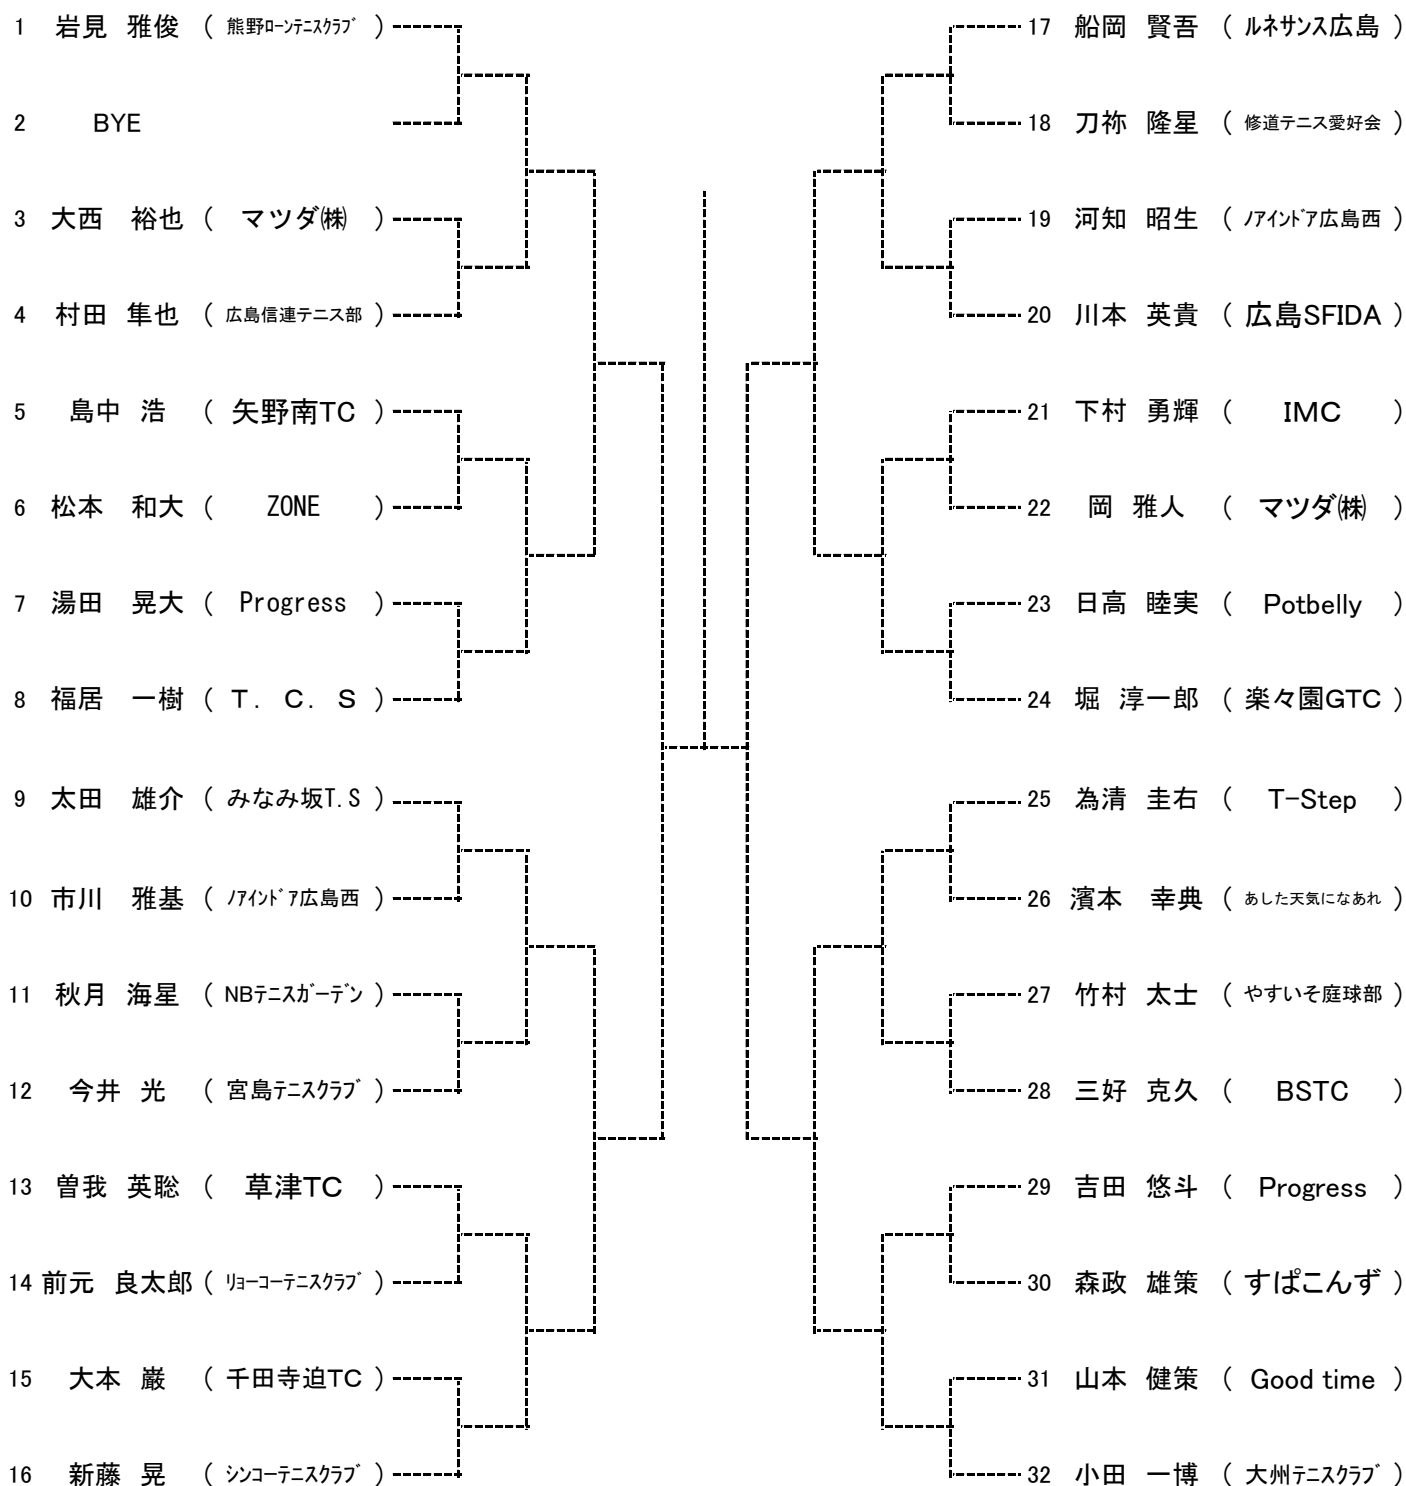 1 岩見 雅俊 ( 熊野ﾛｰﾝﾃﾆｽｸﾗﾌﾞ )
2 BYE
3 大西 裕也 ( マツダ㈱ )
4 村田 隼也 ( 広島信連テニス部 )
5 島中 浩 ( 矢野南TC )
6 松本 和大 ( ZONE )
7 湯田 晃大 ( Progress )
8 福居 一樹 ( T. C. S )
9 太田 雄介 ( みなみ坂T.S )
10 市川 雅基 ( ﾉｱｲﾝﾄﾞｱ広島西 )
11 秋月 海星 ( NBﾃﾆｽｶﾞｰﾃﾞﾝ )
12 今井 光 ( 宮島ﾃﾆｽｸﾗﾌﾞ )
13 曽我 英聡 ( 草津TC )
14 前元 良太郎 ( ﾘｮｰｺｰﾃﾆｽｸﾗﾌﾞ )
15 大本 巌 ( 千田寺迫TC )
16 新藤 晃 ( ｼﾝｺｰﾃﾆｽｸﾗﾌﾞ )
17 船岡 賢吾 ( ﾙﾈｻﾝｽ広島 )
18 刀祢 隆星 ( 修道テニス愛好会 )
19 河知 昭生 ( ﾉｱｲﾝﾄﾞｱ広島西 )
20 川本 英貴 ( 広島SFIDA )
21 下村 勇輝 ( IMC )
22 岡 雅人 ( マツダ㈱ )
23 日高 睦実 ( Potbelly )
24 堀 淳一郎 ( 楽々園GTC )
25 為清 圭右 ( T-Step )
26 濱本 幸典 ( あした天気になあれ )
27 竹村 太士 ( やすいそ庭球部 )
28 三好 克久 ( BSTC )
29 吉田 悠斗 ( Progress )
30 森政 雄策 ( すぱこんず )
31 山本 健策 ( Good time )
32 小田 一博 ( 大州ﾃﾆｽｸﾗﾌﾞ )